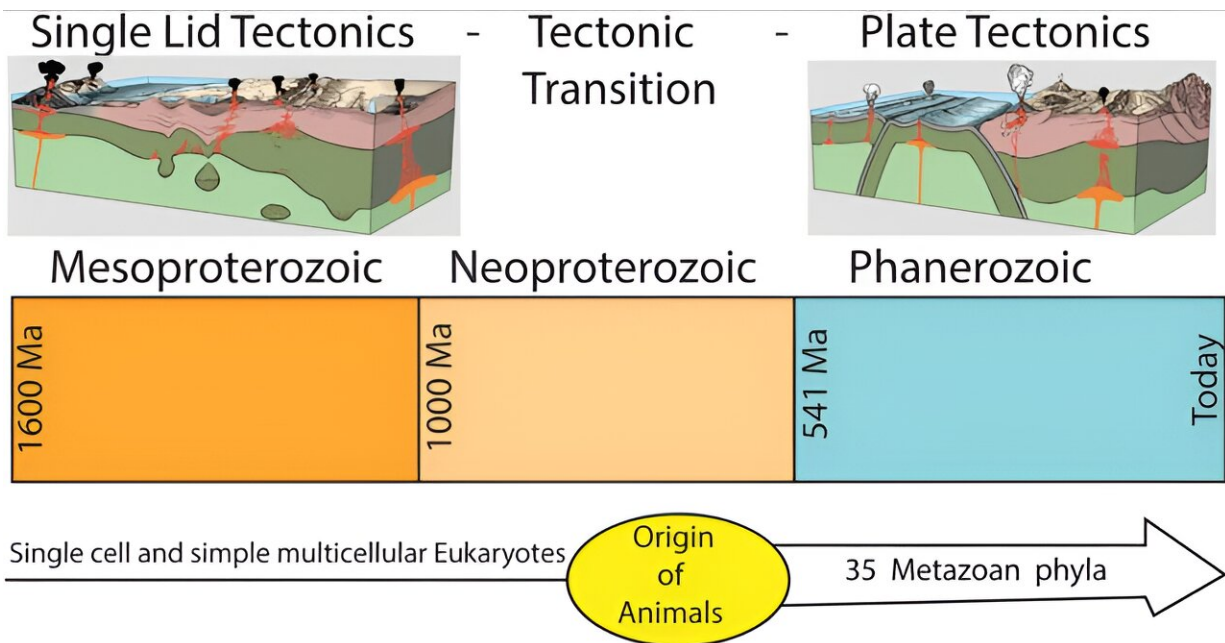 Single Lid Tectonics - Tectonic - Plate Tectonics
Transition
Mesoproterozoic Neoproterozoic Phanerozoic
1600 Ma
1000 Ma
541 Ma
Today
Single cell and simple multicellular Eukaryotes
Origin
of
Animals
35 Metazoan phyla